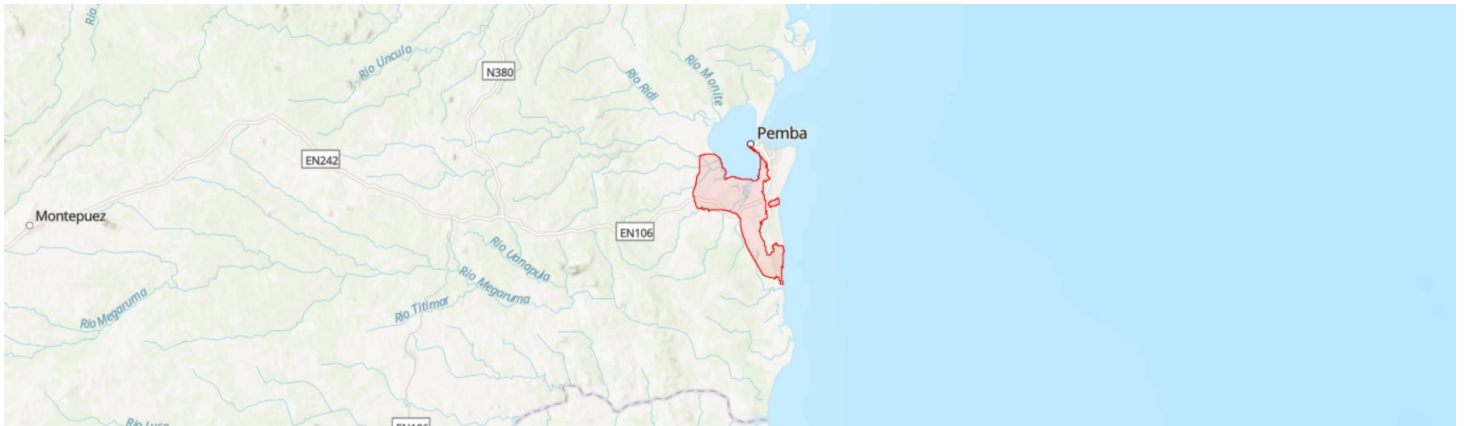 Rio
Rio Unculo
N380
Rio Ridi
Rio Monite
Pemba
EN242
Montepuez
EN106
Rio Uanapula
Rio Megaruma
Rio Megaruma
Rio Titimar